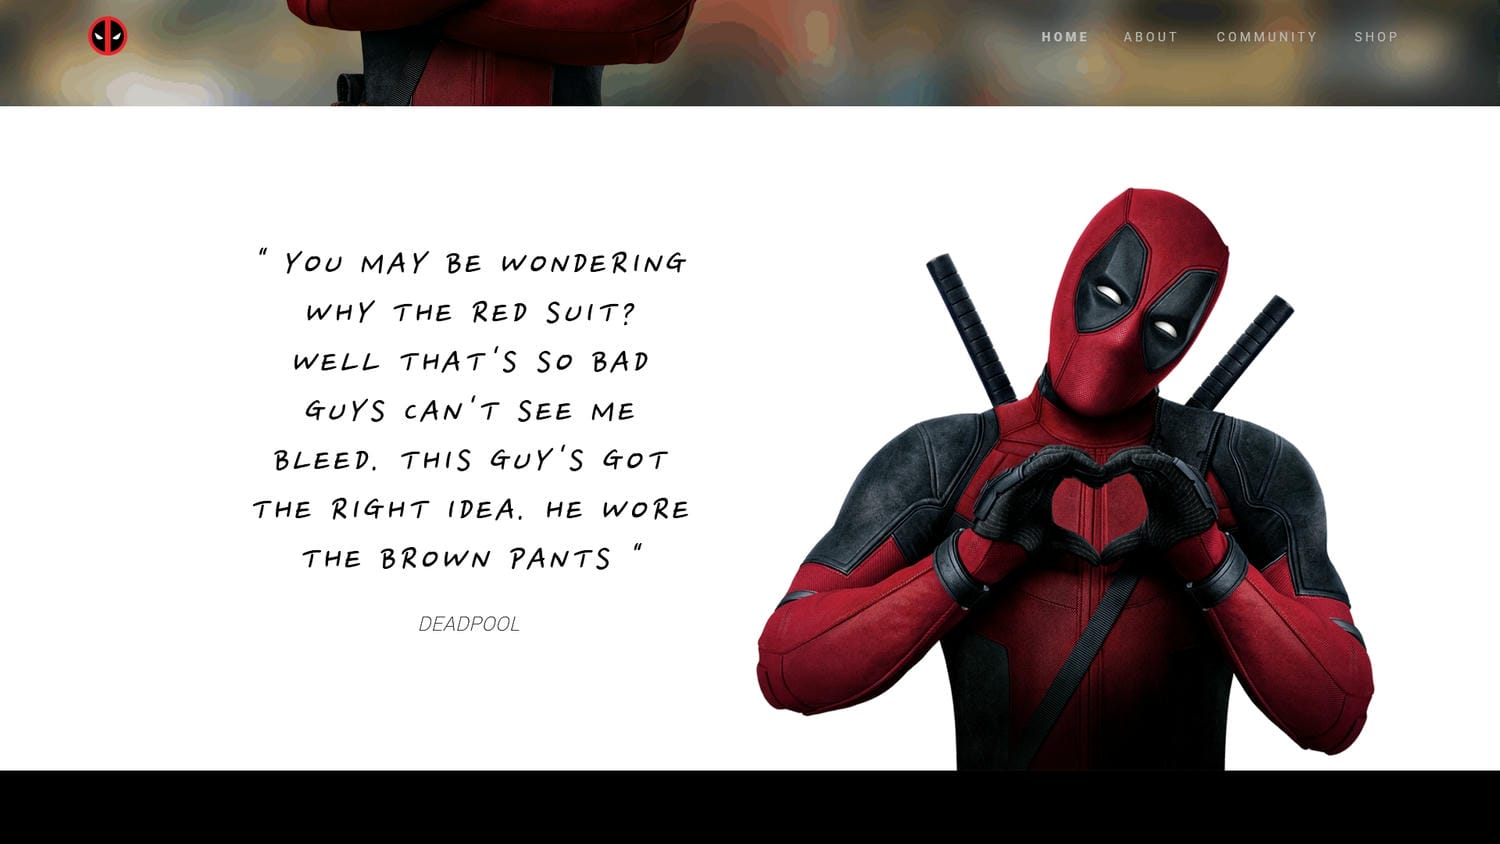 HOME ABOUT COMMUNITY SHOP
" YOU MAY BE WONDERING
WHY THE RED SUIT?
WELL THAT'S SO BAD
GUYS CAN'T SEE ME
BLEED. THIS GUY'S GOT
THE RIGHT IDEA. HE WORE
THE BROWN PANTS "
DEADPOOL